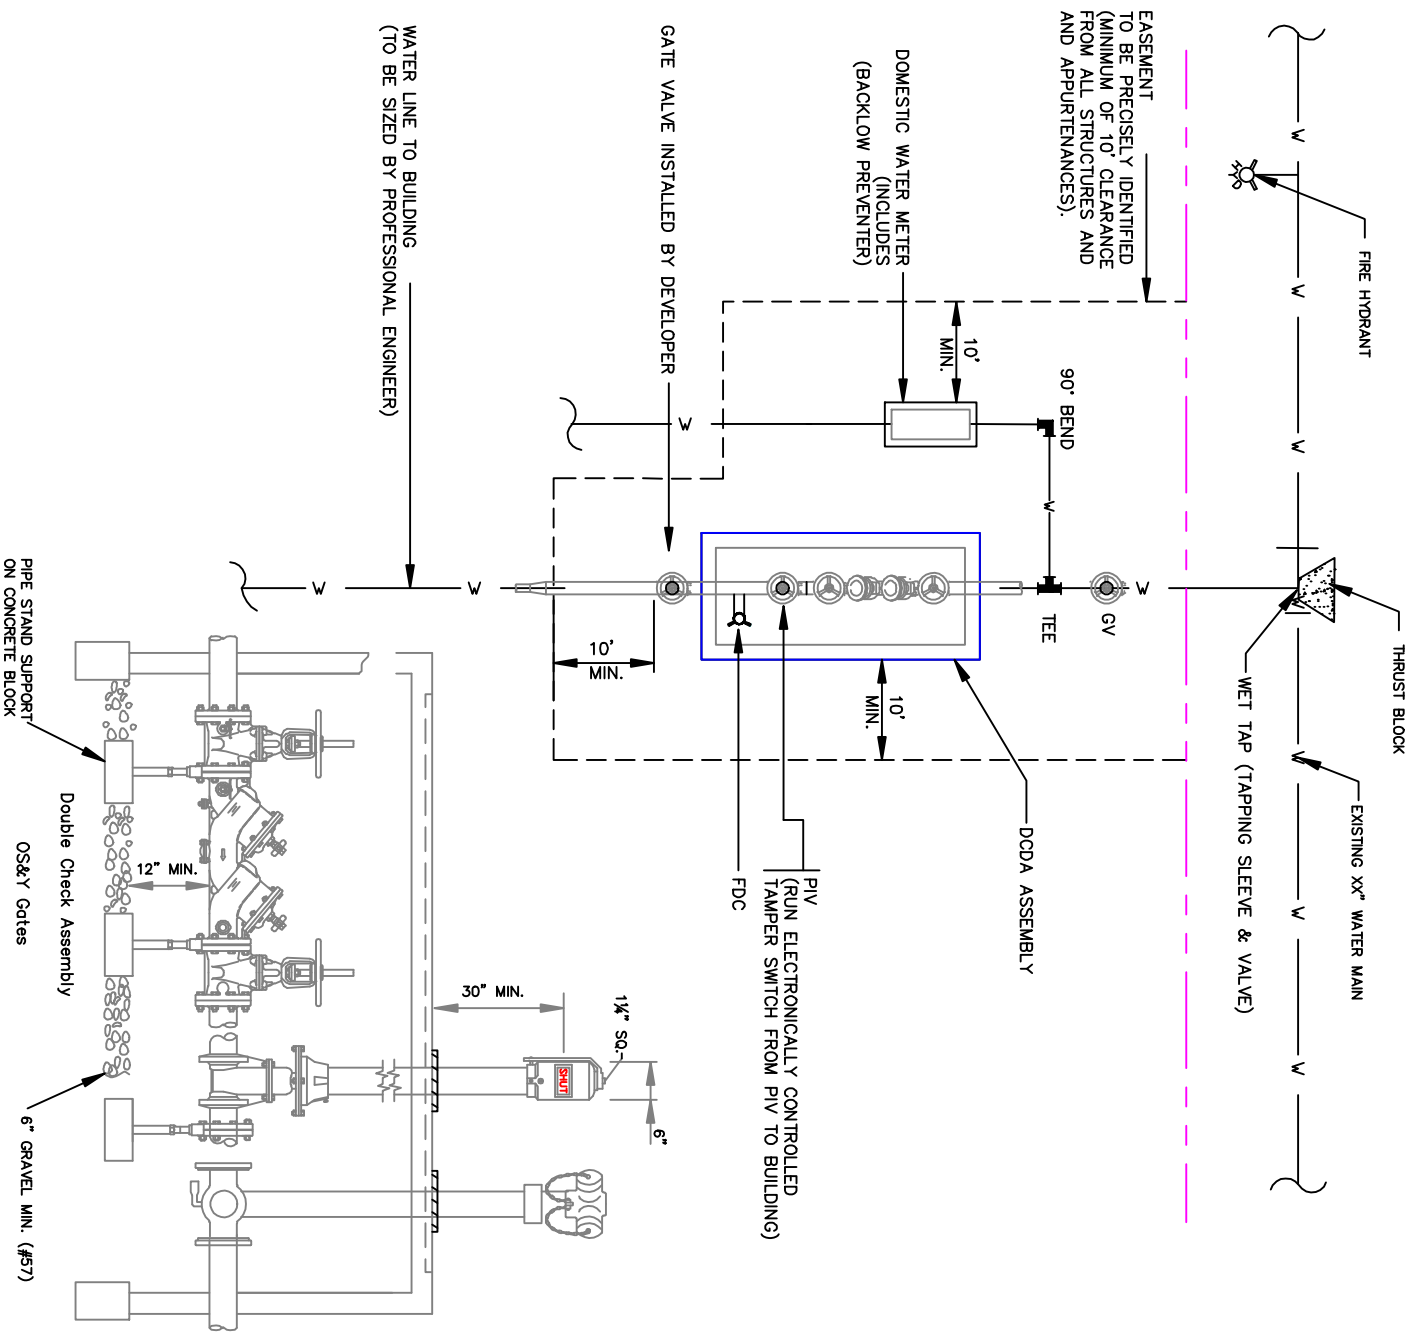 EASEMENT
TO BE PRECISELY IDENTIFIED
(MINIMUM OF 10' CLEARANCE
FROM ALL STRUCTURES AND
AND APPURTENANCES).
W
W
W
W
W
W
W
FIRE HYDRANT
HYD
THRUST BLOCK
EXISTING XX" WATER MAIN
WET TAP (TAPPING SLEEVE & VALVE)
W
GV
TEE
W
90° BEND
DOMESTIC WATER METER
(INCLUDES
(BACKLOW PREVENTER)
10'
MIN.
GATE VALVE INSTALLED BY DEVELOPER
W
DCDA ASSEMBLY
10'
MIN.
PIV
(RUN ELECTRONICALLY CONTROLLED
TAMPER SWITCH FROM PIV TO BUILDING)
FDC
10'
MIN.
WATER LINE TO BUILDING
(TO BE SIZED BY PROFESSIONAL ENGINEER)
W
W
1¼" SQ.
6"
SHUT
30" MIN.
12" MIN.
PIPE STAND SUPPORT
ON CONCRETE BLOCK
Double Check Assembly
OS&Y Gates
6" GRAVEL MIN. (#57)